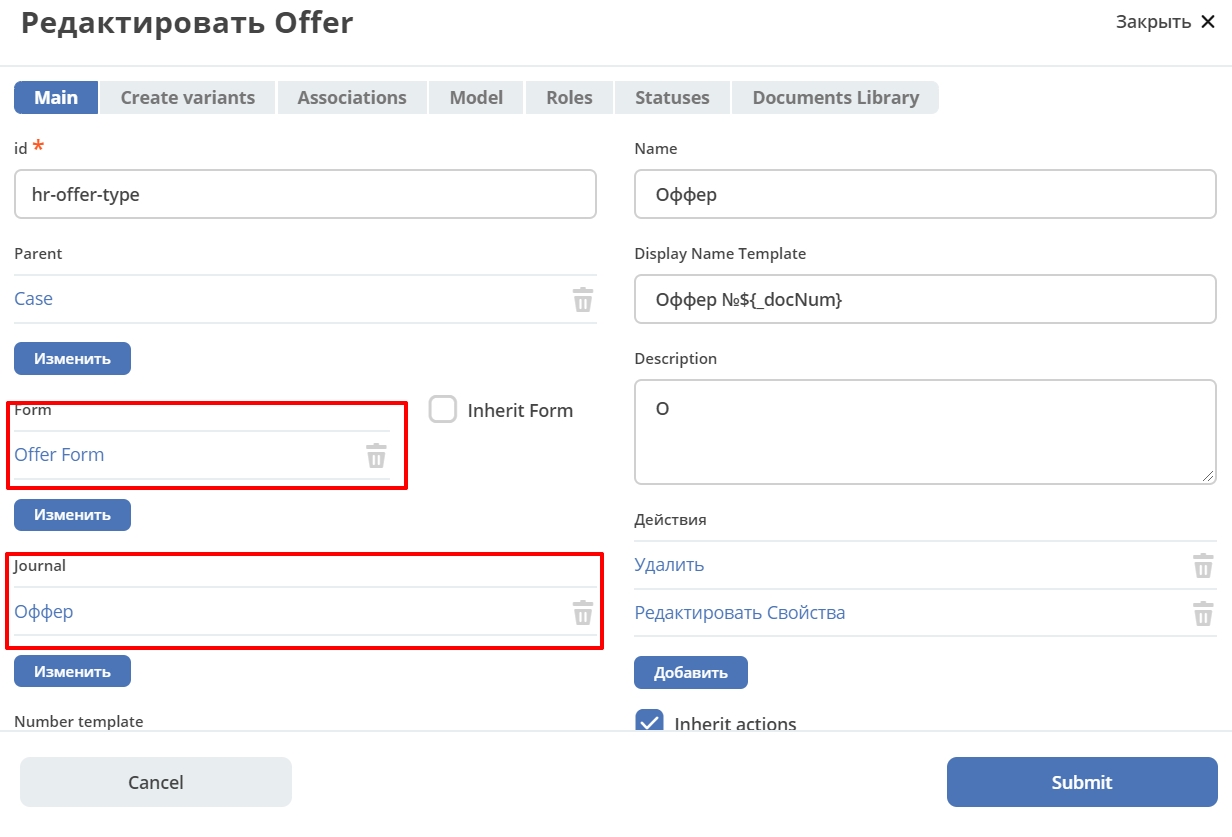 Редактировать Offer
Закрыть
Main Create variants Associations Model Roles Statuses Documents Library
id *
hr-offer-type
Name
Оффер
Parent
Case
Изменить
Display Name Template
Оффер №${_docNum}
Form
Offer Form
Inherit Form
Изменить
Description
О
Journal
Оффер
Изменить
Действия
Удалить
Редактировать Свойства
Добавить
Number template
Inherit actions
Cancel
Submit